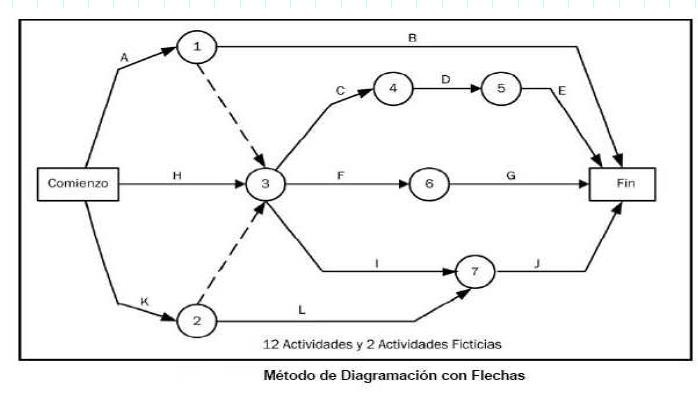 B
A
1
C
4
D
5
E
Comienzo
H
3
F
6
G
Fin
I
7
J
K
2
L
12 Actividades y 2 Actividades Ficticias
Método de Diagramación con Flechas